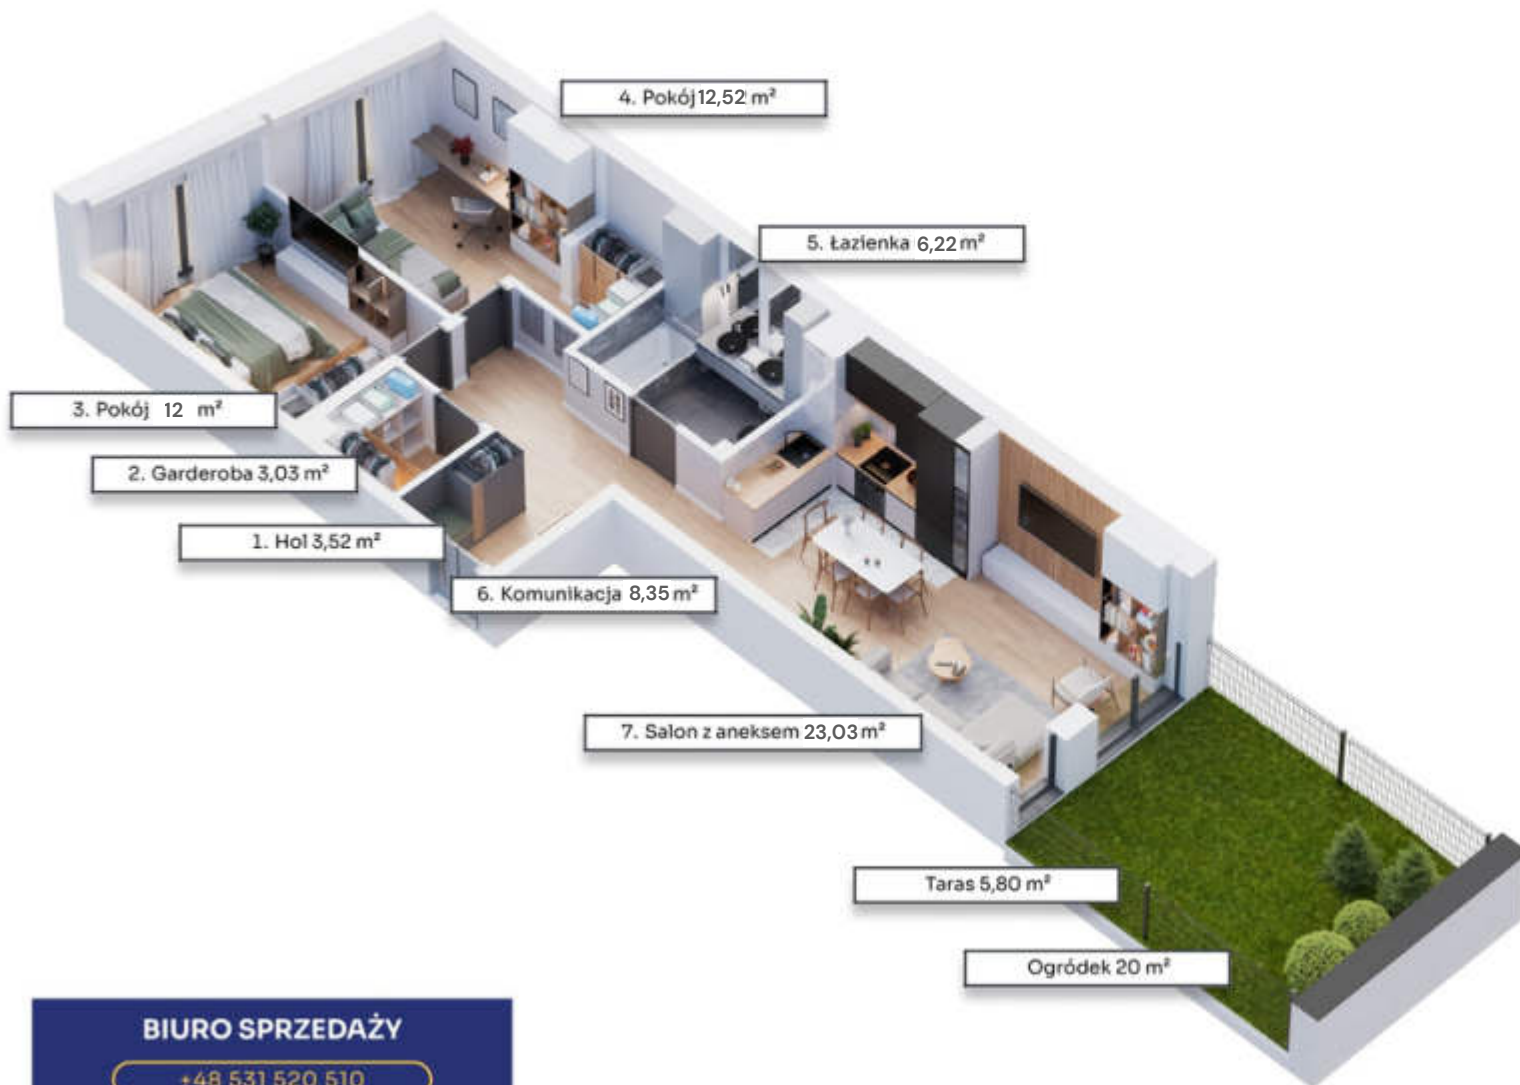 4. Pokój 12,52 m²
5. Łazienka 6,22 m²
3. Pokój 12 m²
2. Garderoba 3,03 m²
1. Hol 3,52 m²
6. Komunikacja 8,35 m²
7. Salon z aneksem 23,03 m²
Taras 5,80 m²
Ogródek 20 m²
BIURO SPRZEDAŻY
+48 531 520 510